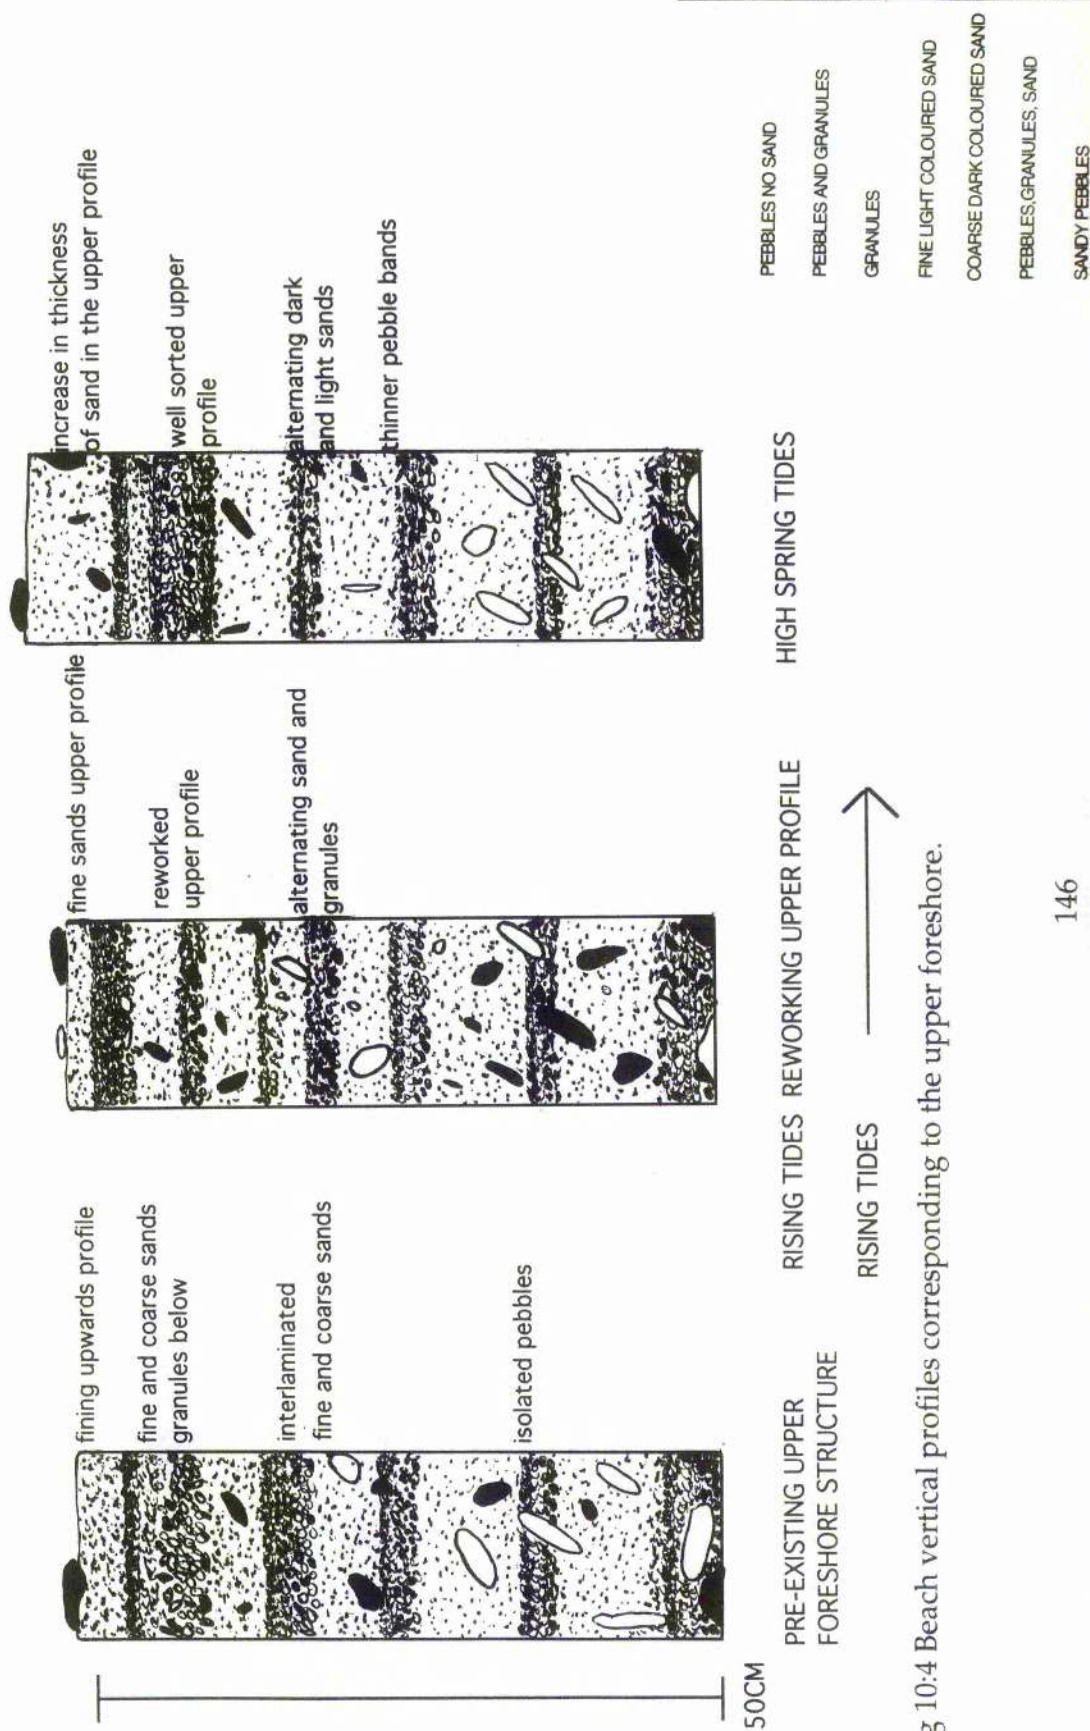 fining upwards profile
fine and coarse sands
granules below
interlaminated
fine and coarse sands
isolated pebbles
fine sands upper profile
reworked
upper profile
alternating sand and
granules
increase in thickness
of sand in the upper profile
well sorted upper
profile
alternating dark
and light sands
thinner pebble bands
50CM
PRE-EXISTING UPPER
FORESHORE STRUCTURE
RISING TIDES REWORKING UPPER PROFILE
RISING TIDES
HIGH SPRING TIDES
PEBBLES NO SAND
PEBBLES AND GRANULES
GRANULES
FINE LIGHT COLOURED SAND
COARSE DARK COLOURED SAND
PEBBLES,GRANULES, SAND
SANDY PEBBLES
g 10:4 Beach vertical profiles corresponding to the upper foreshore.
146